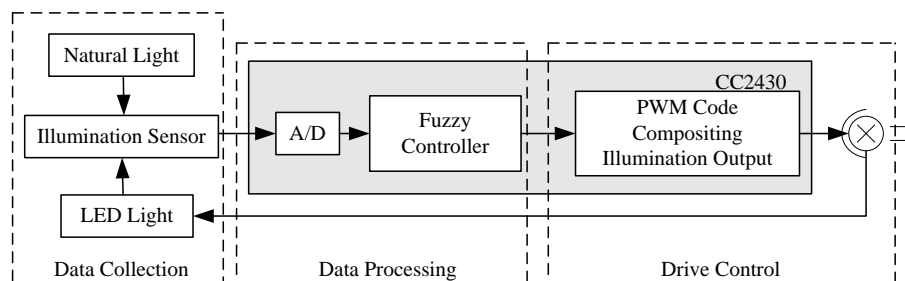 Natural Light
Illumination Sensor
LED Light
Data Collection
A/D
Fuzzy
Controller
Data Processing
CC2430
PWM Code
Compositing
Illumination Output
Drive Control